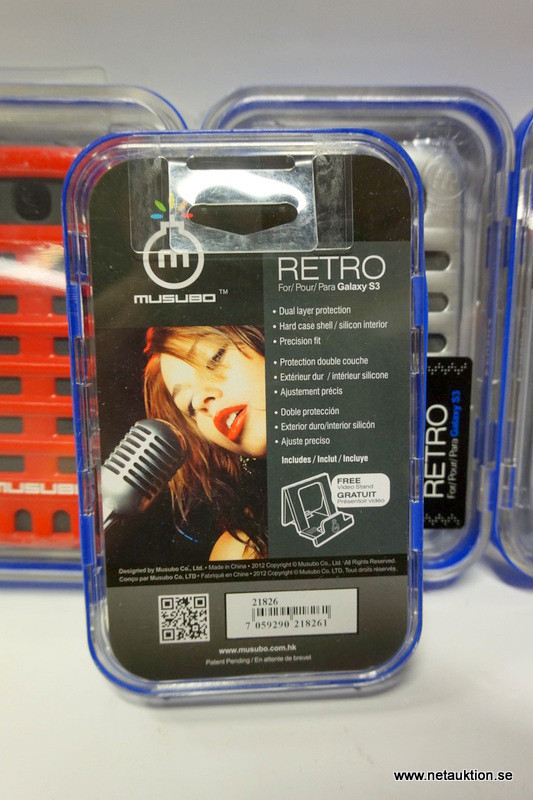 m
MUSUBO™
RETRO
For/ Pour/ Para Galaxy S3
• Dual layer protection
• Hard case shell / silicon interior
• Precision fit
• Protection double couche
• Extérieur dur / intérieur silicone
• Ajustement précis
• Doble protección
• Exterior duro/interior silicón
• Ajuste preciso
Includes / Inclut / Incluye
FREE
Video Stand
GRATUIT
Présentoir vidéo
Designed by Musubo Co., Ltd. • Made in China • 2012 Copyright © Musubo Co., Ltd. All Rights Reserved.
Conçu par Musubo Co, LTD • Fabriqué en Chine • 2012 Copyright © Musubo Co, LTD, Tous droits réservés.
21826
7 059290 218261
www.musubo.com.hk
Patent Pending / En attente de brevet
MUSUBO
RETRO
For/ Pour/ Para Galaxy S3
www.netauktion.se